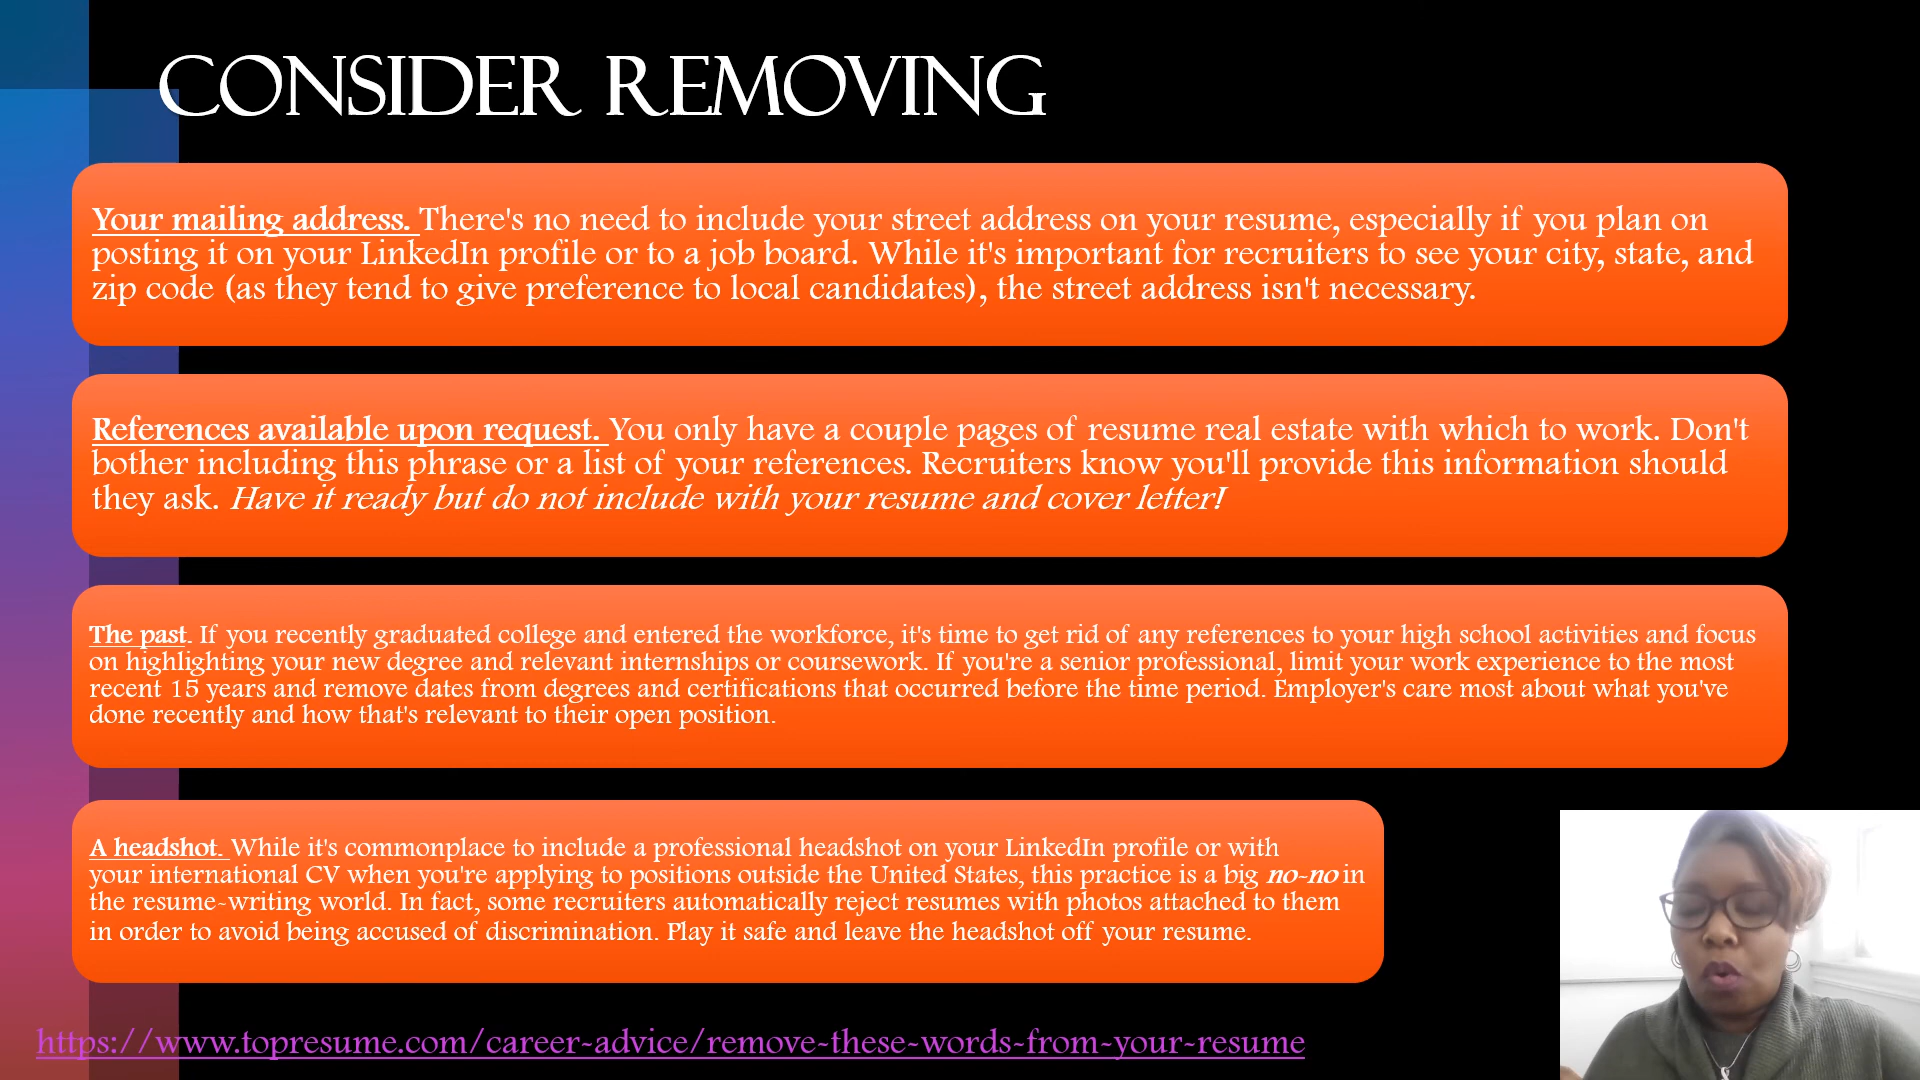 CONSIDER REMOVING
Your mailing address. There's no need to include your street address on your resume, especially if you plan on
posting it on your LinkedIn profile or to a job board. While it's important for recruiters to see your city, state, and
zip code (as they tend to give preference to local candidates), the street address isn't necessary.
References available upon request. You only have a couple pages of resume real estate with which to work. Don't
bother including this phrase or a list of your references. Recruiters know you'll provide this information should
they ask. Have it ready but do not include with your resume and cover letter!
The past. If you recently graduated college and entered the workforce, it's time to get rid of any references to your high school activities and focus
on highlighting your new degree and relevant internships or coursework. If you're a senior professional, limit your work experience to the most
recent 15 years and remove dates from degrees and certifications that occurred before the time period. Employer's care most about what you've
done recently and how that's relevant to their open position.
A headshot. While it's commonplace to include a professional headshot on your LinkedIn profile or with
your international CV when you're applying to positions outside the United States, this practice is a big no-no in
the resume-writing world. In fact, some recruiters automatically reject resumes with photos attached to them
in order to avoid being accused of discrimination. Play it safe and leave the headshot off your resume.
https://www.topresume.com/career-advice/remove-these-words-from-your-resume